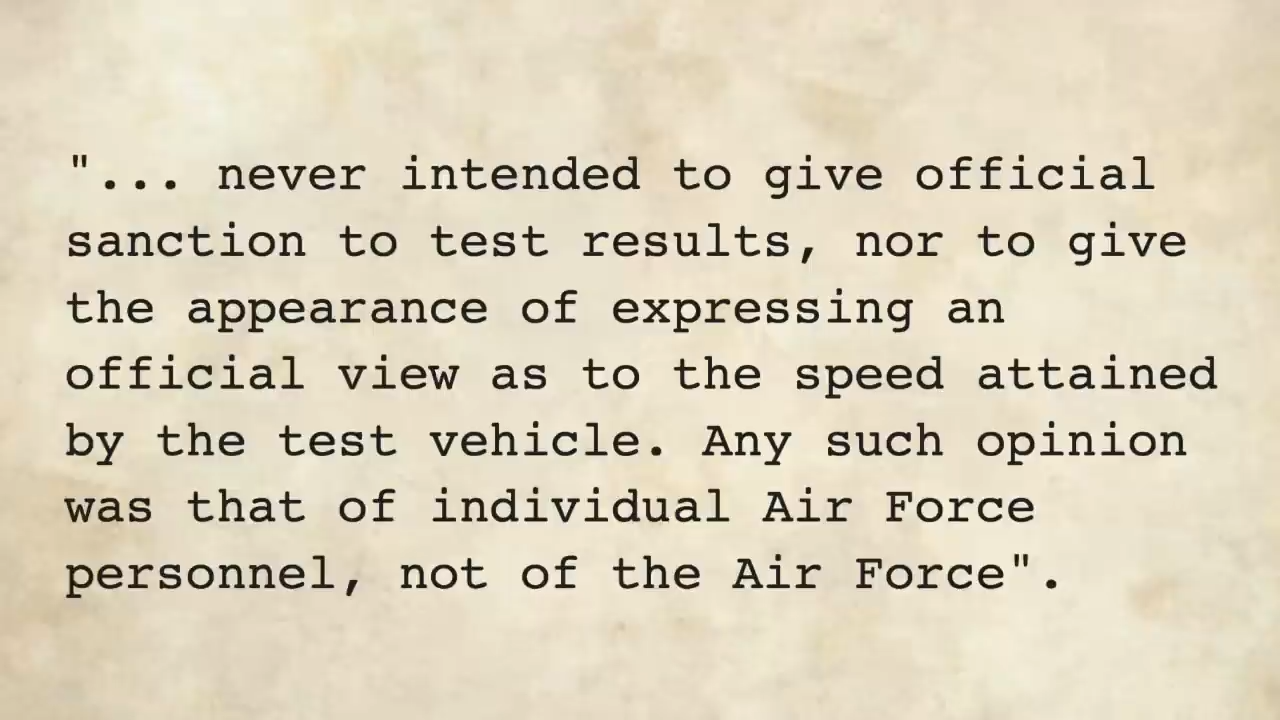 "... never intended to give official
sanction to test results, nor to give
the appearance of expressing an
official view as to the speed attained
by the test vehicle. Any such opinion
was that of individual Air Force
personnel, not of the Air Force".